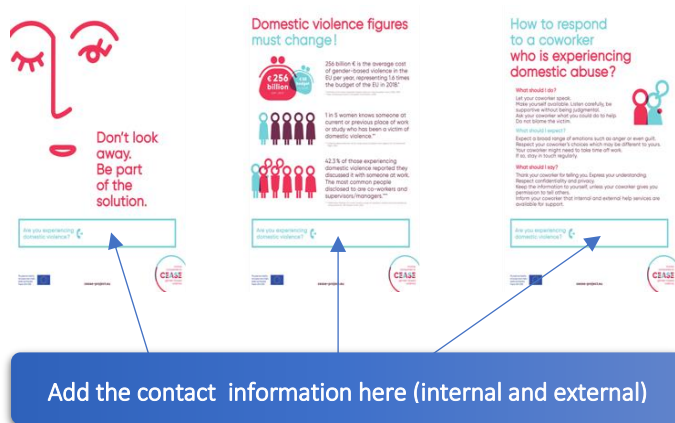 Don't look
away.
Be part
of the
solution.
Are you experiencing
domestic violence?
cease-project.eu
CEASE
Domestic violence figures
must change!
€ 256
billion
256 billion € is the average cost
of gender-based violence in the
EU per year, representing 1.6 times
the budget of the EU in 2018.*
1 in 5 women knows someone at
current or previous place of work
or study who has been a victim of
domestic violence.**
42.3% of those experiencing
domestic violence reported they
discussed it with someone at work.
The most common people
disclosed to are co-workers and
supervisors/managers.***
Are you experiencing
domestic violence?
cease-project.eu
CEASE
How to respond
to a coworker
who is experiencing
domestic abuse?
What should I do?
Let your coworker speak.
Make yourself available. Listen carefully, be
supportive without being judgmental.
Ask your coworker what you could do to help.
Do not blame the victim.
What should I expect?
Expect a broad range of emotions such as anger or even guilt.
Respect your coworker's choices which may be different to yours.
Your coworker might need to take time off work.
If so, stay in touch regularly.
What should I say?
Thank your coworker for telling you. Express your understanding.
Respect confidentiality and privacy.
Keep the information to yourself, unless your coworker gives you
permission to tell others.
Inform your coworker that internal and external help services are
available for support.
Are you experiencing
domestic violence?
cease-project.eu
CEASE
Add the contact information here (internal and external)